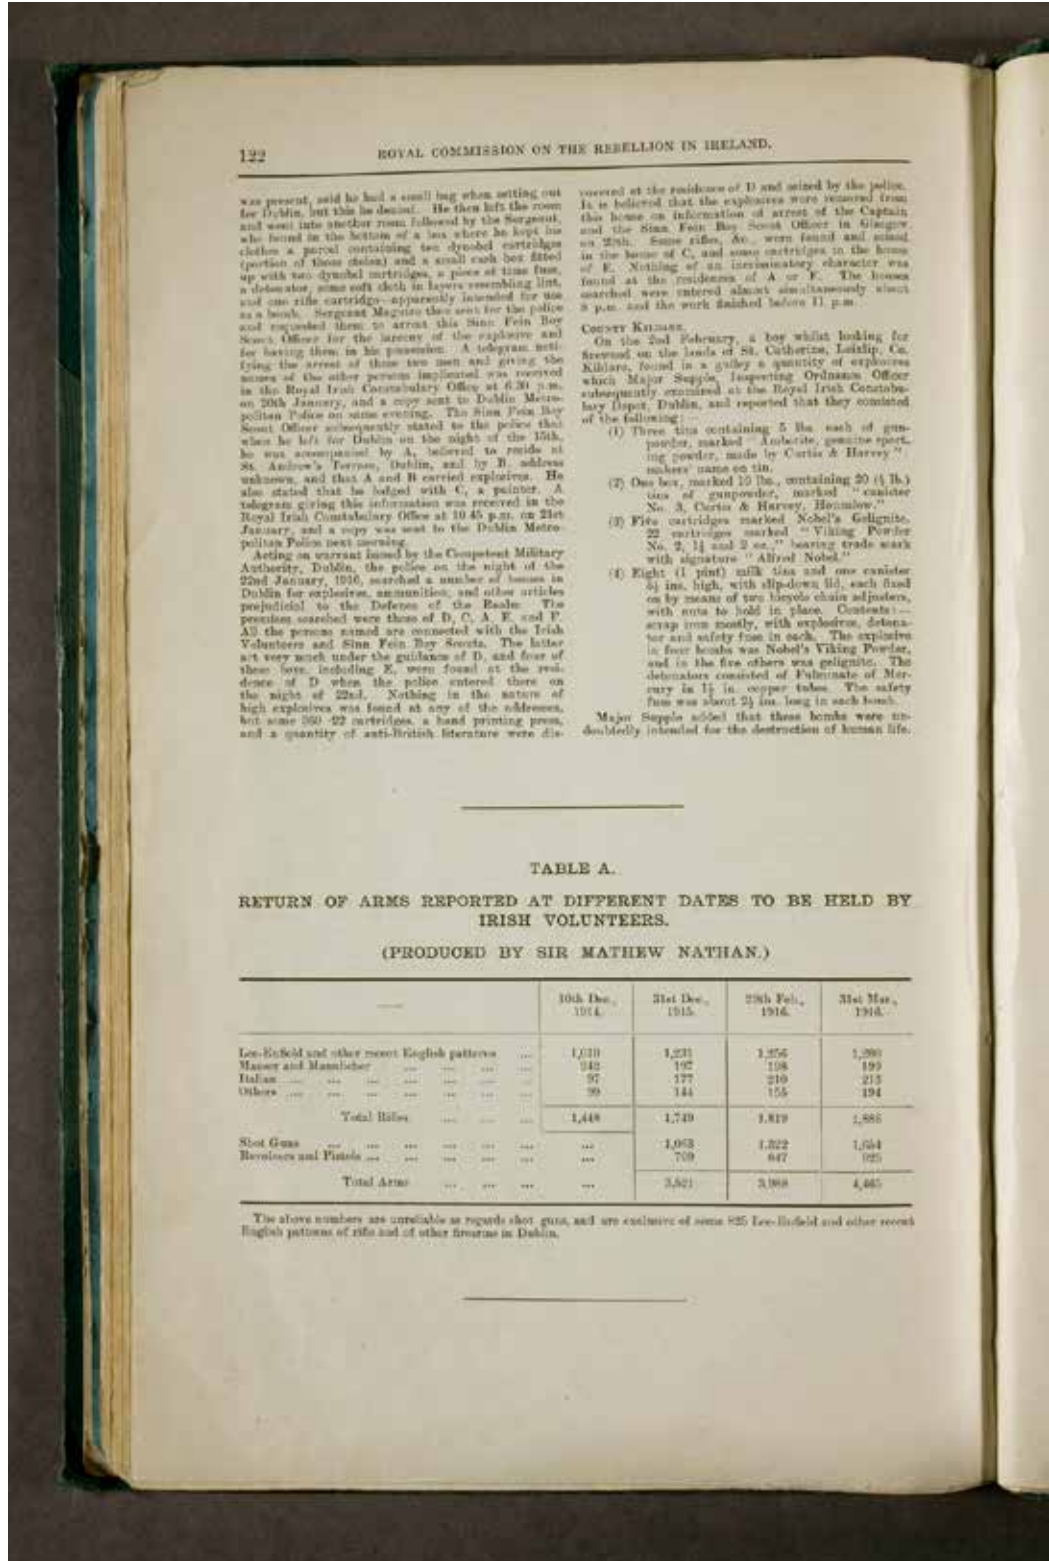 122
ROYAL COMMISSION ON THE REBELLION IN IRELAND.
was present, said he had a small bag when setting out
for Dublin, but this he denied. He then left the room
and went into another room followed by the Sergeant,
who found in the bottom of a box where he kept his
clothes a parcel containing ten dynobel cartridges
(portion of those stolen) and a small cash box fitted
up with two dynobel cartridges, a piece of time fuse,
a detonator, some soft cloth in layers resembling lint,
and one rifle cartridge—apparently intended for use
as a bomb. Sergeant Maguire then sent for the police
and requested them to arrest this Sinn Fein Boy
Scout Officer for the larceny of the explosive and
for having them in his possession. A telegram noti-
fying the arrest of these two men and giving the
names of the other persons implicated was received
in the Royal Irish Constabulary Office at 6.30 p.m.
on 20th January, and a copy sent to Dublin Metro-
politan Police on same evening. The Sinn Fein Boy
Scout Officer subsequently stated to the police that
when he left for Dublin on the night of the 15th,
he was accompanied by A, believed to reside at
St. Andrew's Terrace, Dublin, and by B, address
unknown, and that A and B carried explosives. He
also stated that he lodged with C, a painter. A
telegram giving this information was received in the
Royal Irish Constabulary Office at 10.45 p.m. on 21st
January, and a copy was sent to the Dublin Metro-
politan Police next morning.
Acting on warrant issued by the Competent Military
Authority, Dublin, the police on the night of the
22nd January, 1916, searched a number of houses in
Dublin for explosives, ammunition, and other articles
prejudicial to the Defence of the Realm. The
premises searched were those of D, C, A, E, and F.
All the persons named are connected with the Irish
Volunteers and Sinn Fein Boy Scouts. The latter
act very much under the guidance of D, and four of
these boys, including E, were found at the resi-
dence of D when the police entered there on
the night of 22nd. Nothing in the nature of
high explosives was found at any of the addresses,
but some ·22 cartridges, a hand printing press,
and a quantity of anti-British literature were dis-
covered at the residence of D and seized by the police.
It is believed that the explosives were removed from
this house on information of arrest of the Captain
and the Sinn Fein Boy Scout Officer in Glasgow
on 20th. Some rifles, &c., were found and seized
in the house of C, and some cartridges in the house
of E. Nothing of an incriminatory character was
found at the residences of A or F. The houses
searched were entered almost simultaneously about
8 p.m. and the work finished before 11 p.m.
COUNTY KILDARE.
On the 2nd February, a boy whilst looking for
firewood on the lands of St. Catherine, Leixlip, Co.
Kildare, found in a gulley a quantity of explosives
which Major Supple, Inspecting Ordnance Officer
subsequently examined at the Royal Irish Constabu-
lary Depot, Dublin, and reported that they consisted
of the following:—
(1) Three tins containing 5 lbs. each of gun-
powder, marked "Amberite, genuine sport-
ing powder, made by Curtis & Harvey";
makers' name on tin.
(2) One box, marked 10 lbs., containing 20 (½ lb.)
tins of gunpowder, marked "canister
No. 3, Curtis & Harvey, Hounslow."
(3) Five cartridges marked Nobel's Gelignite,
22 cartridges marked "Viking Powder
No. 2, 1¼ and 2 oz.," bearing trade mark
with signature "Alfred Nobel."
(4) Eight (1 pint) milk tins and one canister
ins. high, with slip-down lid, each fixed
on by means of two bicycle chain adjusters,
with nuts to hold in place. Contents:—
scrap iron mostly, with explosives, detona-
tor and safety fuse in each. The explosive
in four bombs was Nobel's Viking Powder,
and in the five others was gelignite. The
detonators consisted of Fulminate of Mer-
cury in 1½ in. copper tubes. The safety
fuse was about 2½ ins. long in each bomb.
Major Supple added that these bombs were un-
doubtedly intended for the destruction of human life.
TABLE A.
RETURN OF ARMS REPORTED AT DIFFERENT DATES TO BE HELD BY
IRISH VOLUNTEERS.
(PRODUCED BY SIR MATHEW NATHAN.)
10th Dec., 1914. 31st Dec., 1915. 29th Feb., 1916. 31st Mar., 1916.
Lee-Enfield and other recent English patterns ... 1,010 1,231 1,256 1,280
Mauser and Mannlicher ... ... ... ... 242 197 198 199
Italian ... ... ... ... ... ... ... 97 177 210 213
Others ... ... ... ... ... ... ... 99 144 155 194
Total Rifles ... ... ... 1,448 1,749 1,819 1,886
Shot Guns ... ... ... ... ... ... ... 1,063 1,322 1,654
Revolvers and Pistols ... ... ... ... ... ... 709 847 925
Total Arms ... ... ... ... 3,521 3,988 4,465
The above numbers are unreliable as regards shot guns, and are exclusive of some 825 Lee-Enfield and other recent
English patterns of rifle and of other firearms in Dublin.